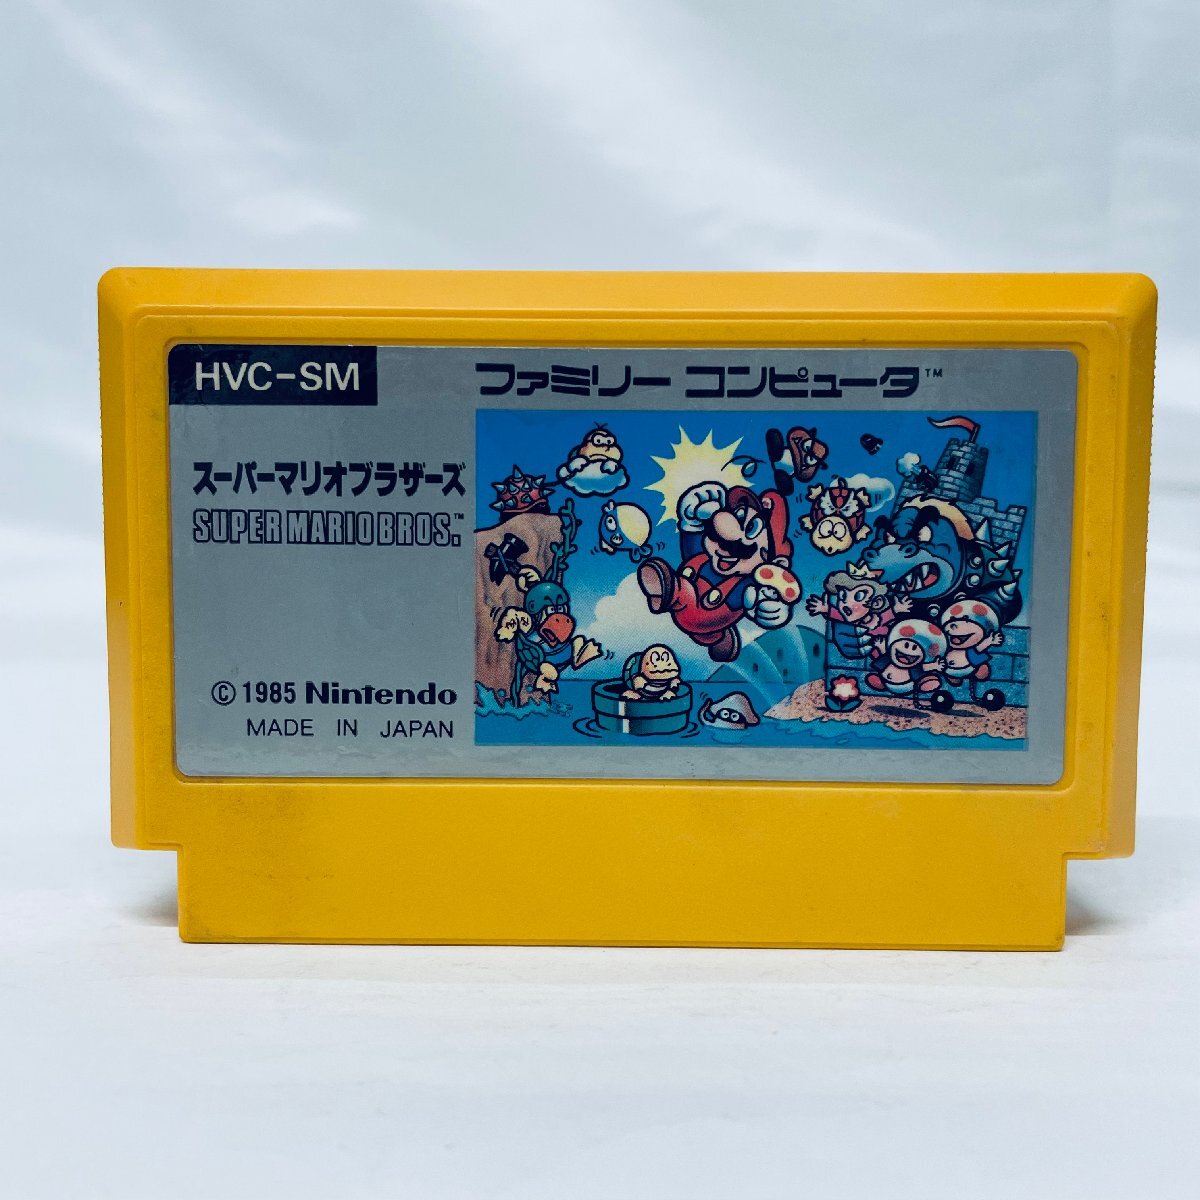 HVC-SM
ファミリー コンピュータ™
スーパーマリオブラザーズ
SUPER MARIO BROS.™
© 1985 Nintendo
MADE IN JAPAN